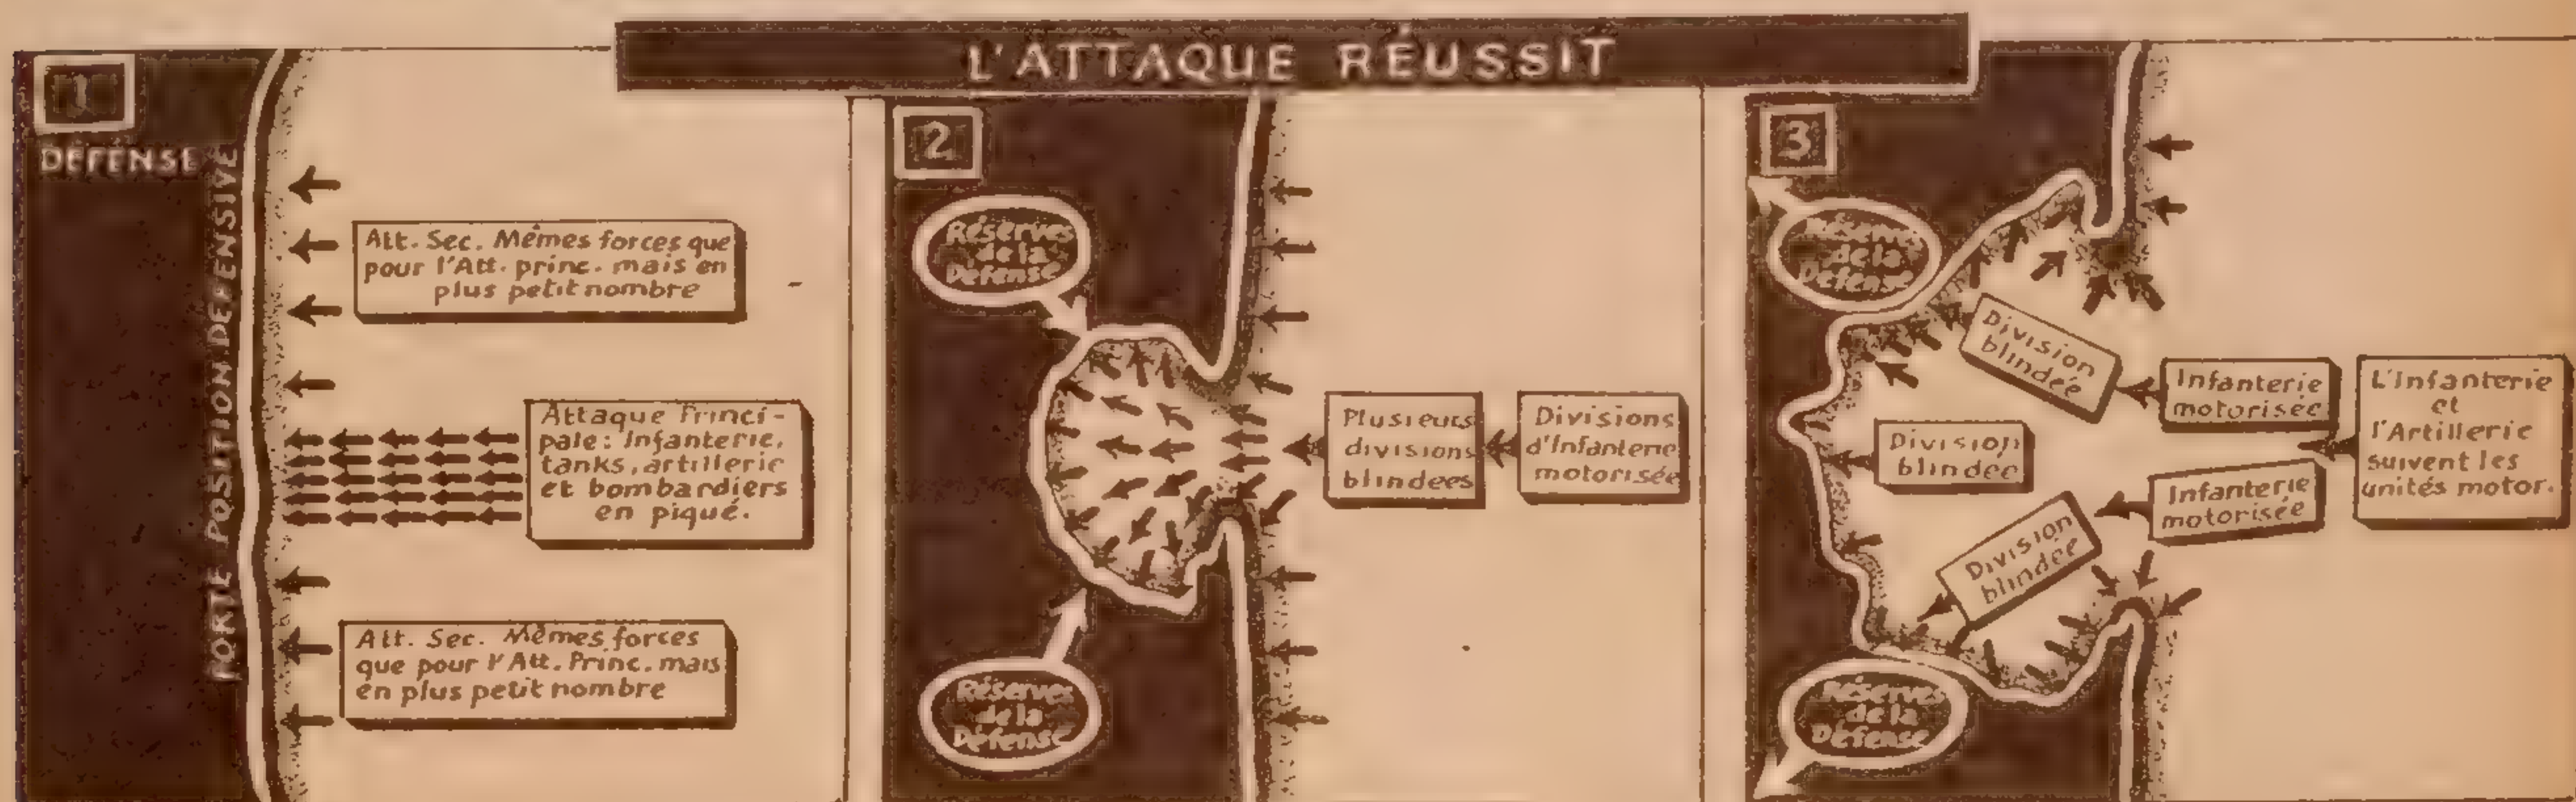 L'ATTAQUE RÉUSSIT
1
DÉFENSE
FORTE POSITION DEFENSIVE
Att. Sec. Mêmes forces que
pour l'Att. princ. mais en
plus petit nombre
Attaque Princi-
pale: Infanterie,
tanks, artillerie
et bombardiers
en piqué.
Att. Sec. Mêmes forces
que pour l'Att. Princ. mais
en plus petit nombre
2
Réserves
de la
Défense
Plusieurs
divisions
blindees
Divisions
d'Infanterie
motorisée
Réserves
de la
Défense
3
Réserves
de la
Defense
Division
blindée
Division
blindee
Division
blindée
Infanterie
motorisée
Infanterie
motorisée
L'Infanterie
et
l'Artillerie
suivent les
unités motor.
Réserves
de la
Défense